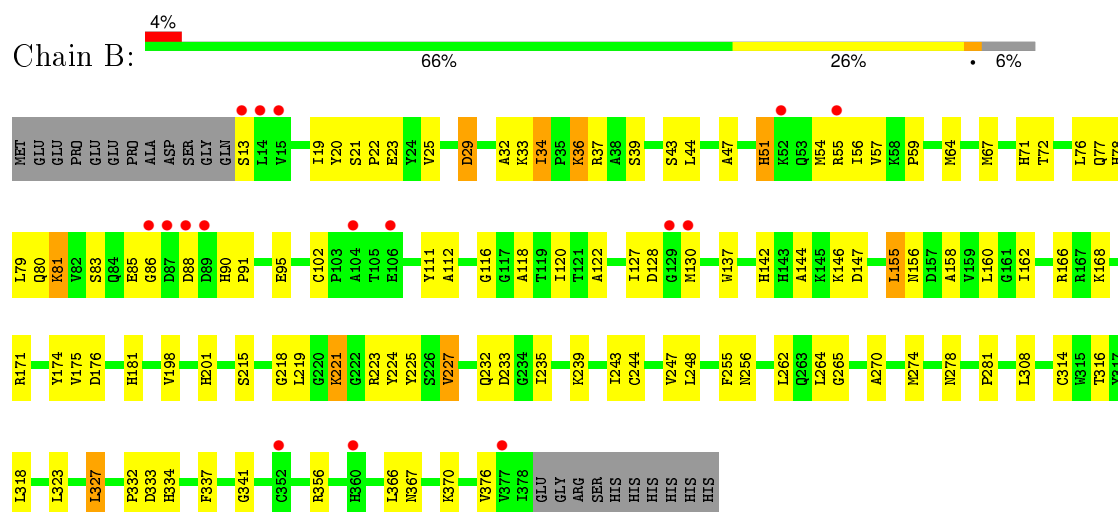 4%
Chain B:
66% 26% • 6%
MET GLU GLU PRO GLU GLU PRO ALA ASP SER GLY GLN S13 L14 V15 I19 Y20 S21 P22 E23 Y24 V25 D29 A32 K33 I34 P35 K36 R37 A38 S39 S43 L44 A47 H51 K52 Q53 M54 R55 I56 V57 K58 P59 M64 M67 H71 T72 L76 Q77 H78
L79 Q80 K81 V82 S83 Q84 E85 G86 D87 D88 D89 H90 P91 E95 C102 P103 A104 T105 E106 Y111 A112 G116 G117 A118 T119 I120 T121 A122 I127 D128 G129 M130 W137 H142 H143 A144 K145 K146 D147 L155 N156 D157 A158 V159 L160 G161 I162 R166 R167 K168
R171 Y174 V175 D176 H181 V198 H201 S215 G218 L219 G220 K221 G222 R223 Y224 Y225 S226 V227 Q232 D233 G234 I235 K239 I243 C244 V247 L248 F255 N256 L262 Q263 L264 G265 A270 M274 N278 P281 L308 C314 W315 T316 Y317
L318 L323 L327 P332 D333 H334 F337 G341 C352 R356 H360 L366 N367 K370 V376 V377 I378 GLU GLY ARG SER HIS HIS HIS HIS HIS HIS